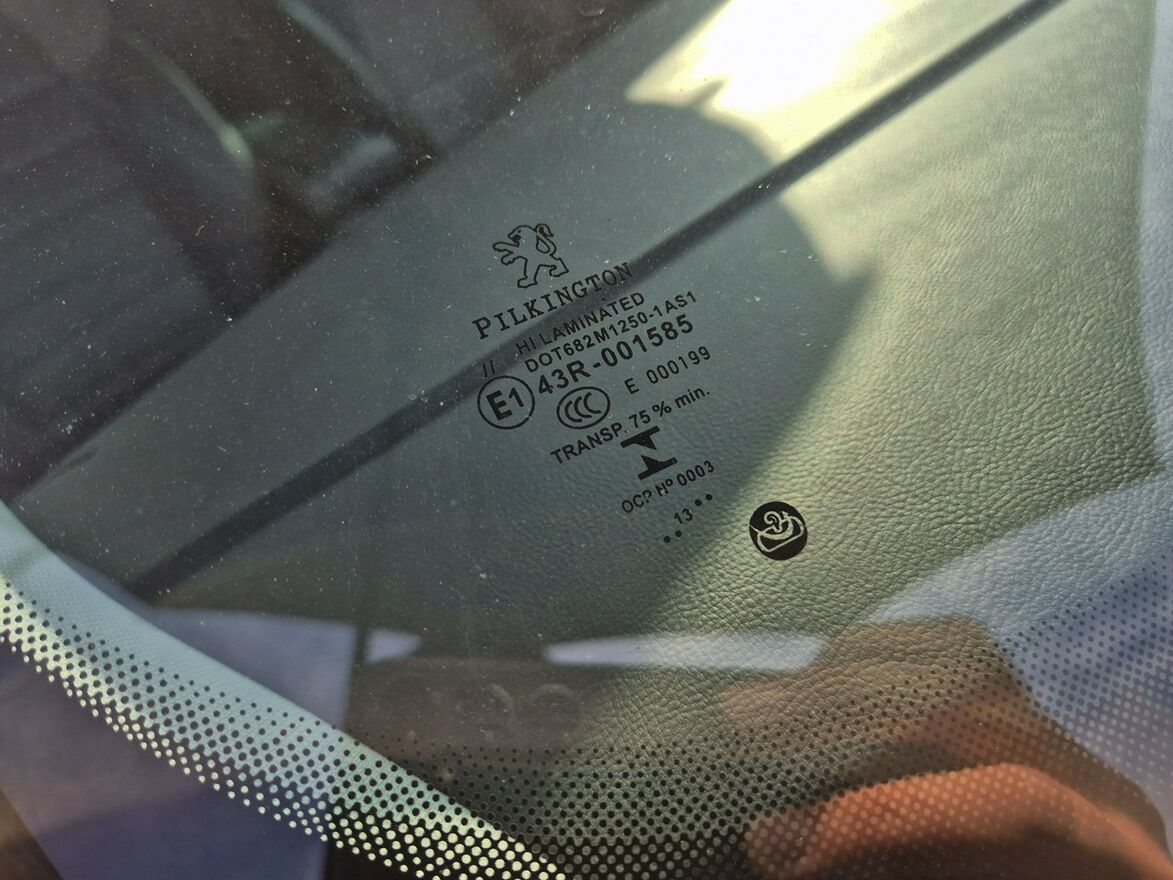 PILKINGTON
// HI LAMINATED
DOT682M1250-1AS1
E1 43R-001585
CCC E 000199
TRANSP. 75 % min.
OCP Nº 0003
•• 13 ••